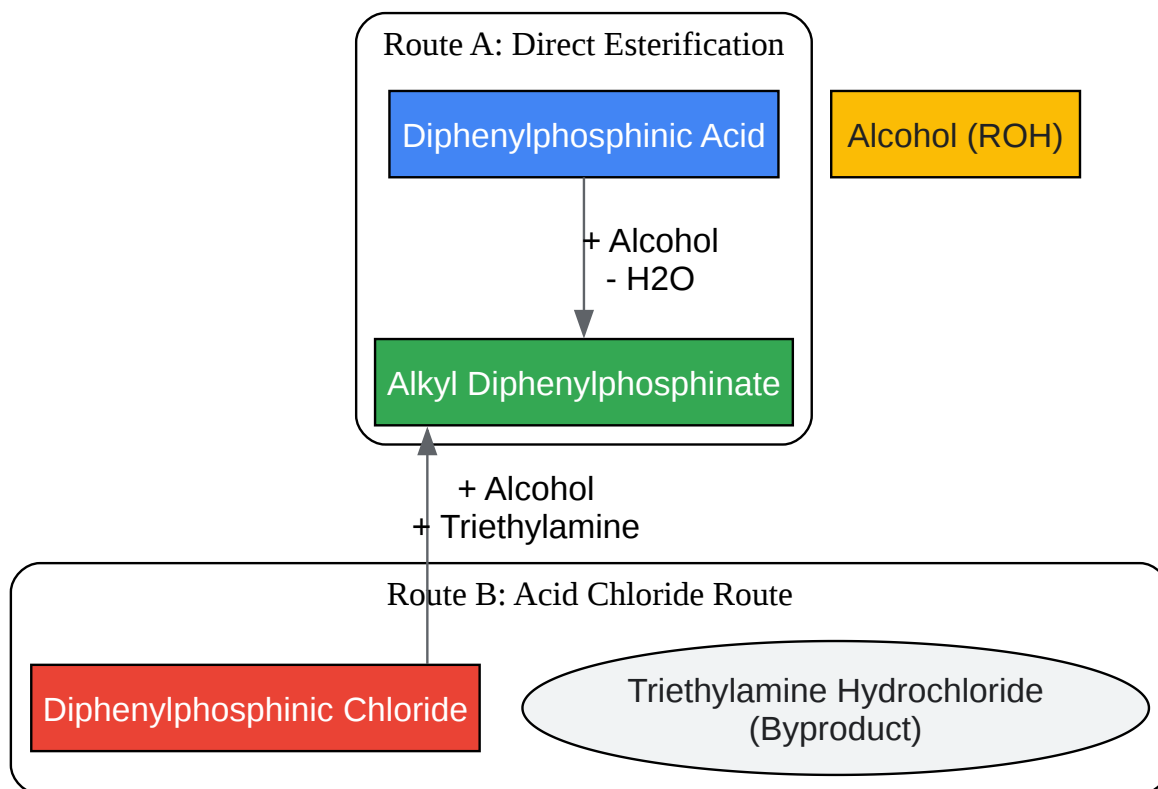 Route A: Direct Esterification
Diphenylphosphinic Acid
Alcohol (ROH)
+ Alcohol
- H2O
Alkyl Diphenylphosphinate
+ Alcohol
+ Triethylamine
Route B: Acid Chloride Route
Diphenylphosphinic Chloride
Triethylamine Hydrochloride
(Byproduct)